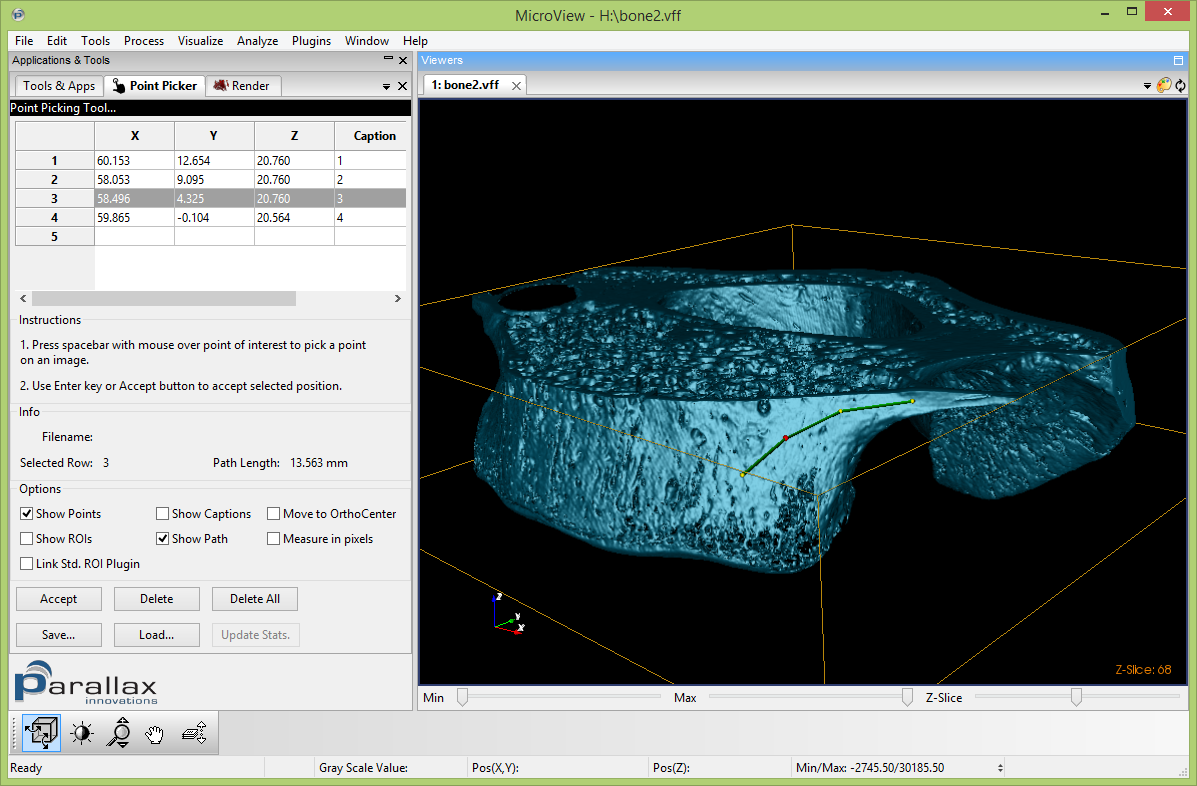 MicroView - H:\bone2.vff
File Edit Tools Process Visualize Analyze Plugins Window Help
Applications & Tools
Viewers
Tools & Apps Point Picker Render
1: bone2.vff
Point Picking Tool...
X Y Z Caption
1 60.153 12.654 20.760 1
2 58.053 9.095 20.760 2
3 58.496 4.325 20.760 3
4 59.865 -0.104 20.564 4
5
Instructions
1. Press spacebar with mouse over point of interest to pick a point
on an image.
2. Use Enter key or Accept button to accept selected position.
Info
Filename:
Selected Row: 3 Path Length: 13.563 mm
Options
Show Points Show Captions Move to OrthoCenter
Show ROIs Show Path Measure in pixels
Link Std. ROI Plugin
Accept Delete Delete All
Save... Load... Update Stats.
Parallax
innovations
Z
Y
X
Z-Slice: 68
Min Max Z-Slice
Ready Gray Scale Value: Pos(X,Y): Pos(Z): Min/Max: -2745.50/30185.50